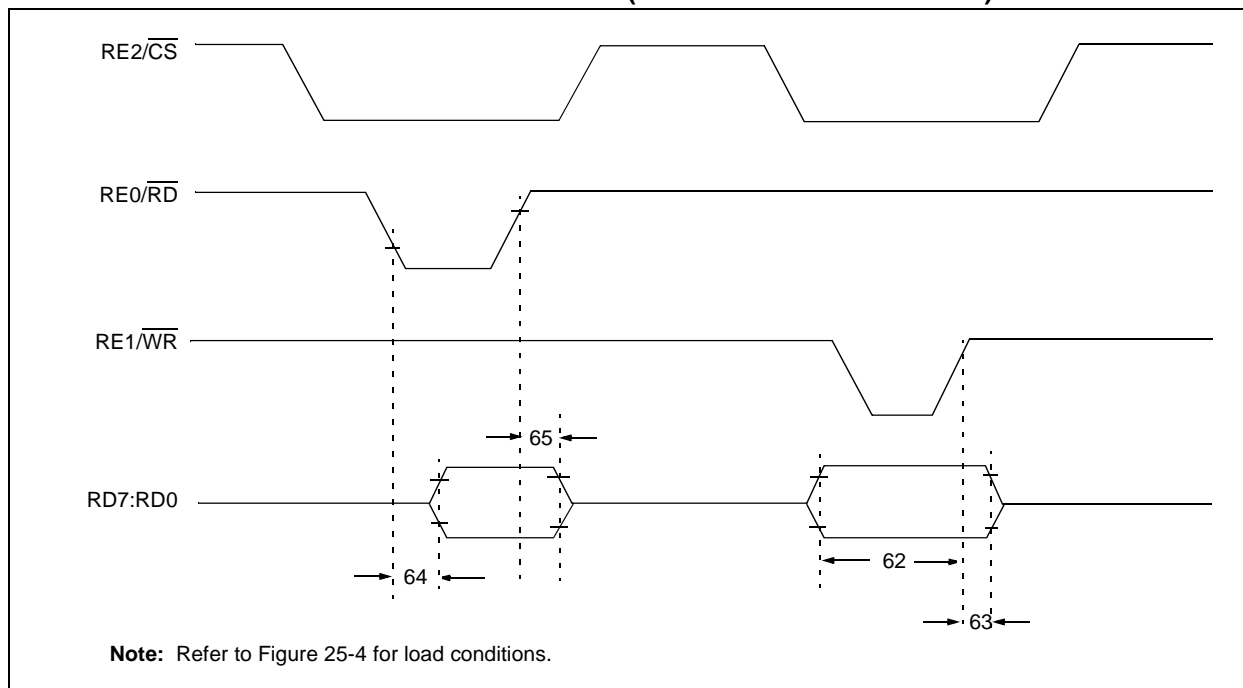 RE2/CS
RE0/RD
RE1/WR
65
RD7:RD0
62
64
63
Note: Refer to Figure 25-4 for load conditions.